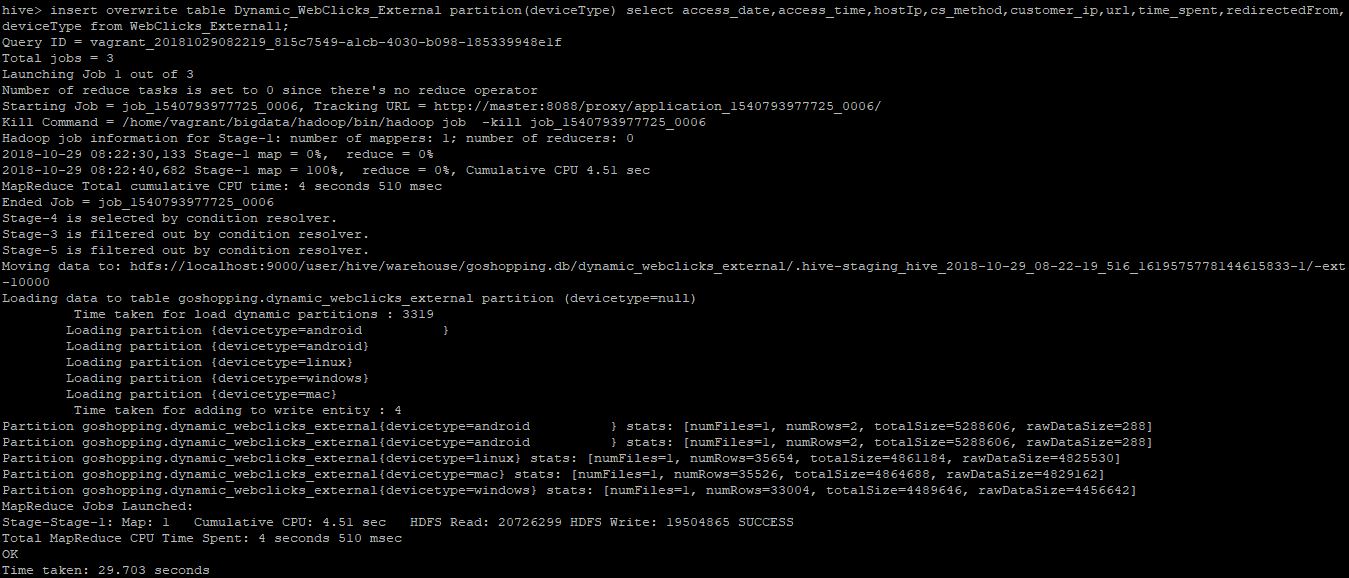 hive> insert overwrite table Dynamic_WebClicks_External partition(deviceType) select access_date,access_time,hostIp,cs_method,customer_ip,url,time_spent,redirectedFrom,
deviceType from WebClicks_External1;
Query ID = vagrant_20181029082219_815c7549-a1cb-4030-b098-185339948e1f
Total jobs = 3
Launching Job 1 out of 3
Number of reduce tasks is set to 0 since there's no reduce operator
Starting Job = job_1540793977725_0006, Tracking URL = http://master:8088/proxy/application_1540793977725_0006/
Kill Command = /home/vagrant/bigdata/hadoop/bin/hadoop job  -kill job_1540793977725_0006
Hadoop job information for Stage-1: number of mappers: 1; number of reducers: 0
2018-10-29 08:22:30,133 Stage-1 map = 0%,  reduce = 0%
2018-10-29 08:22:40,682 Stage-1 map = 100%,  reduce = 0%, Cumulative CPU 4.51 sec
MapReduce Total cumulative CPU time: 4 seconds 510 msec
Ended Job = job_1540793977725_0006
Stage-4 is selected by condition resolver.
Stage-3 is filtered out by condition resolver.
Stage-5 is filtered out by condition resolver.
Moving data to: hdfs://localhost:9000/user/hive/warehouse/goshopping.db/dynamic_webclicks_external/.hive-staging_hive_2018-10-29_08-22-19_516_1619575778144615833-1/-ext
-10000
Loading data to table goshopping.dynamic_webclicks_external partition (devicetype=null)
         Time taken for load dynamic partitions : 3319
        Loading partition {devicetype=android          }
        Loading partition {devicetype=android}
        Loading partition {devicetype=linux}
        Loading partition {devicetype=windows}
        Loading partition {devicetype=mac}
         Time taken for adding to write entity : 4
Partition goshopping.dynamic_webclicks_external{devicetype=android          } stats: [numFiles=1, numRows=2, totalSize=5288606, rawDataSize=288]
Partition goshopping.dynamic_webclicks_external{devicetype=android          } stats: [numFiles=1, numRows=2, totalSize=5288606, rawDataSize=288]
Partition goshopping.dynamic_webclicks_external{devicetype=linux} stats: [numFiles=1, numRows=35654, totalSize=4861184, rawDataSize=4825530]
Partition goshopping.dynamic_webclicks_external{devicetype=mac} stats: [numFiles=1, numRows=35526, totalSize=4864688, rawDataSize=4829162]
Partition goshopping.dynamic_webclicks_external{devicetype=windows} stats: [numFiles=1, numRows=33004, totalSize=4489646, rawDataSize=4456642]
MapReduce Jobs Launched:
Stage-Stage-1: Map: 1   Cumulative CPU: 4.51 sec   HDFS Read: 20726299 HDFS Write: 19504865 SUCCESS
Total MapReduce CPU Time Spent: 4 seconds 510 msec
OK
Time taken: 29.703 seconds